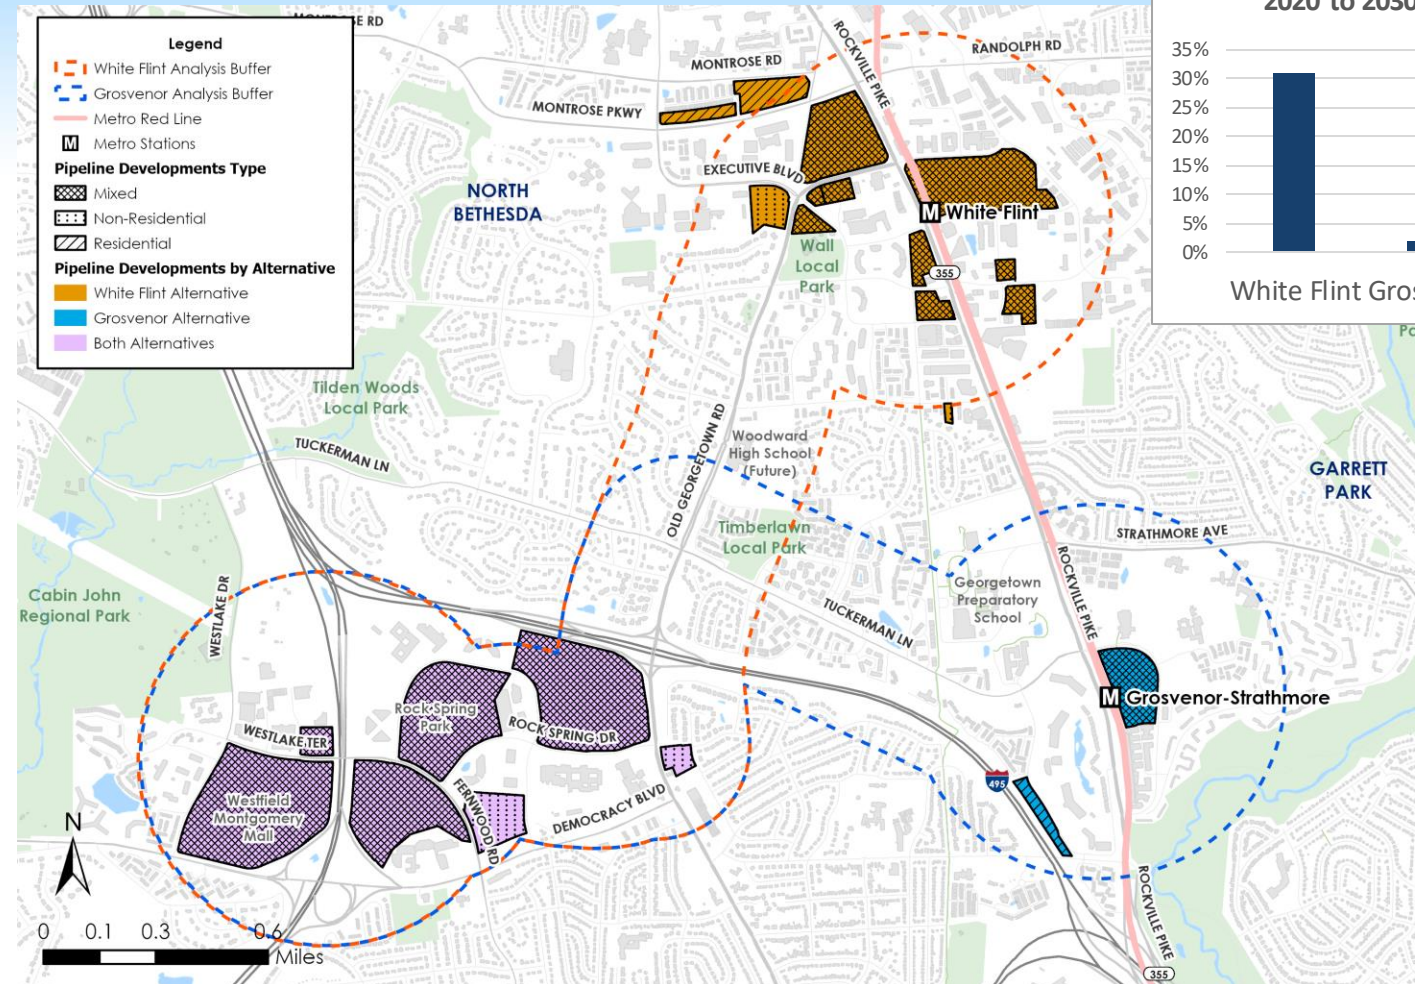 2020 to 2030
35%
30%
25%
20%
15%
10%
5%
0%
White Flint Gros
Legend
White Flint Analysis Buffer
Grosvenor Analysis Buffer
Metro Red Line
M Metro Stations
Pipeline Developments Type
Mixed
Non-Residential
Residential
Pipeline Developments by Alternative
White Flint Alternative
Grosvenor Alternative
Both Alternatives
MONTROSE RD
ROCKVILLE PIKE
RANDOLPH RD
MONTROSE PKWY
EXECUTIVE BLVD
NORTH
BETHESDA
M White Flint
Wall
Local
Park
355
Tilden Woods
Local Park
TUCKERMAN LN
OLD GEORGETOWN RD
Woodward
High School
(Future)
GARRETT
PARK
Timberlawn
Local Park
STRATHMORE AVE
ROCKVILLE PIKE
Georgetown
Preparatory
School
TUCKERMAN LN
Cabin John
Regional Park
WESTLAKE DR
M Grosvenor-Strathmore
Rock Spring
Park
ROCK SPRING DR
WESTLAKE TER
FERNWOOD RD
DEMOCRACY BLVD
Westfield
Montgomery
Mall
495
ROCKVILLE PIKE
355
N
0 0.1 0.3 0.6
Miles